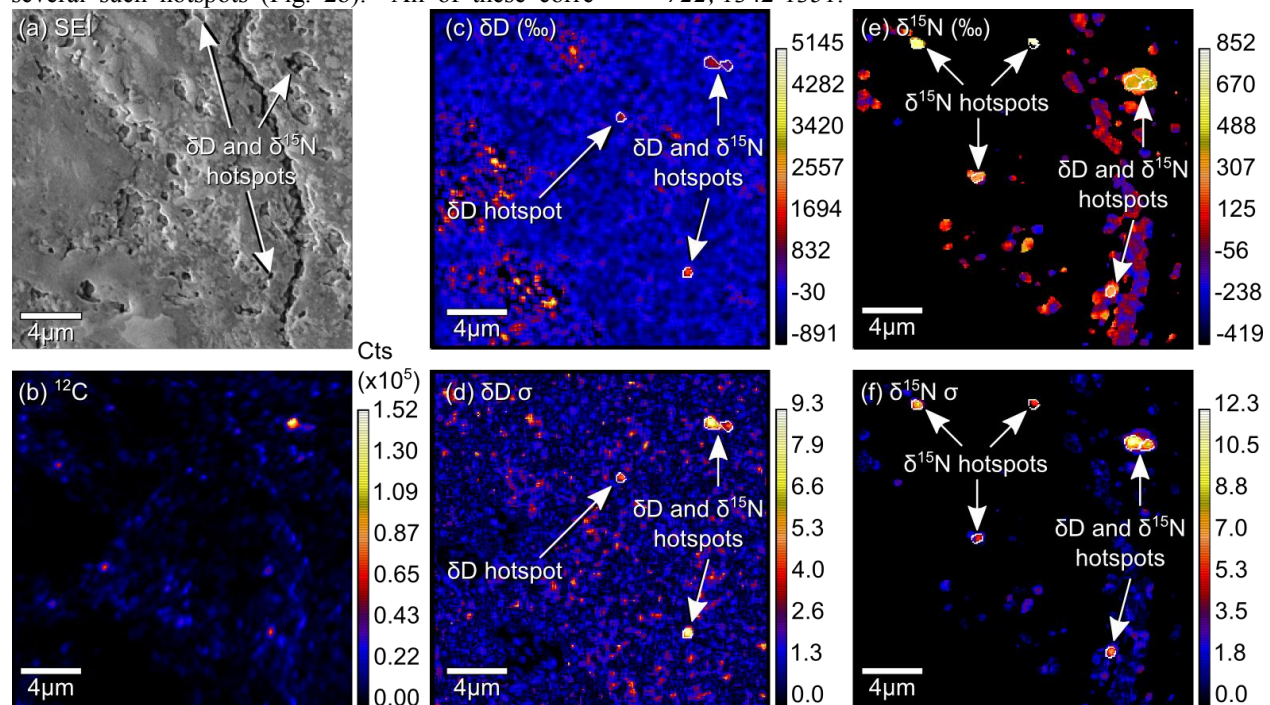 several such hotspots (Fig. 2b). All of these corre-
722, 1342-1351.
(a) SEI
δD and δ¹⁵N
hotspots
4μm
(b) ¹²C
4μm
Cts
(x10⁵)
1.52
1.30
1.09
0.87
0.65
0.43
0.22
0.00
(c) δD (‰)
δD hotspot
δD and δ¹⁵N
hotspots
4μm
5145
4282
3420
2557
1694
832
-30
-891
(d) δD σ
δD hotspot
δD and δ¹⁵N
hotspots
4μm
9.3
7.9
6.6
5.3
4.0
2.6
1.3
0.0
(e) δ¹⁵N (‰)
δ¹⁵N hotspots
δD and δ¹⁵N
hotspots
4μm
852
670
488
307
125
-56
-238
-419
(f) δ¹⁵N σ
δ¹⁵N hotspots
δD and δ¹⁵N
hotspots
4μm
12.3
10.5
8.8
7.0
5.3
3.5
1.8
0.0